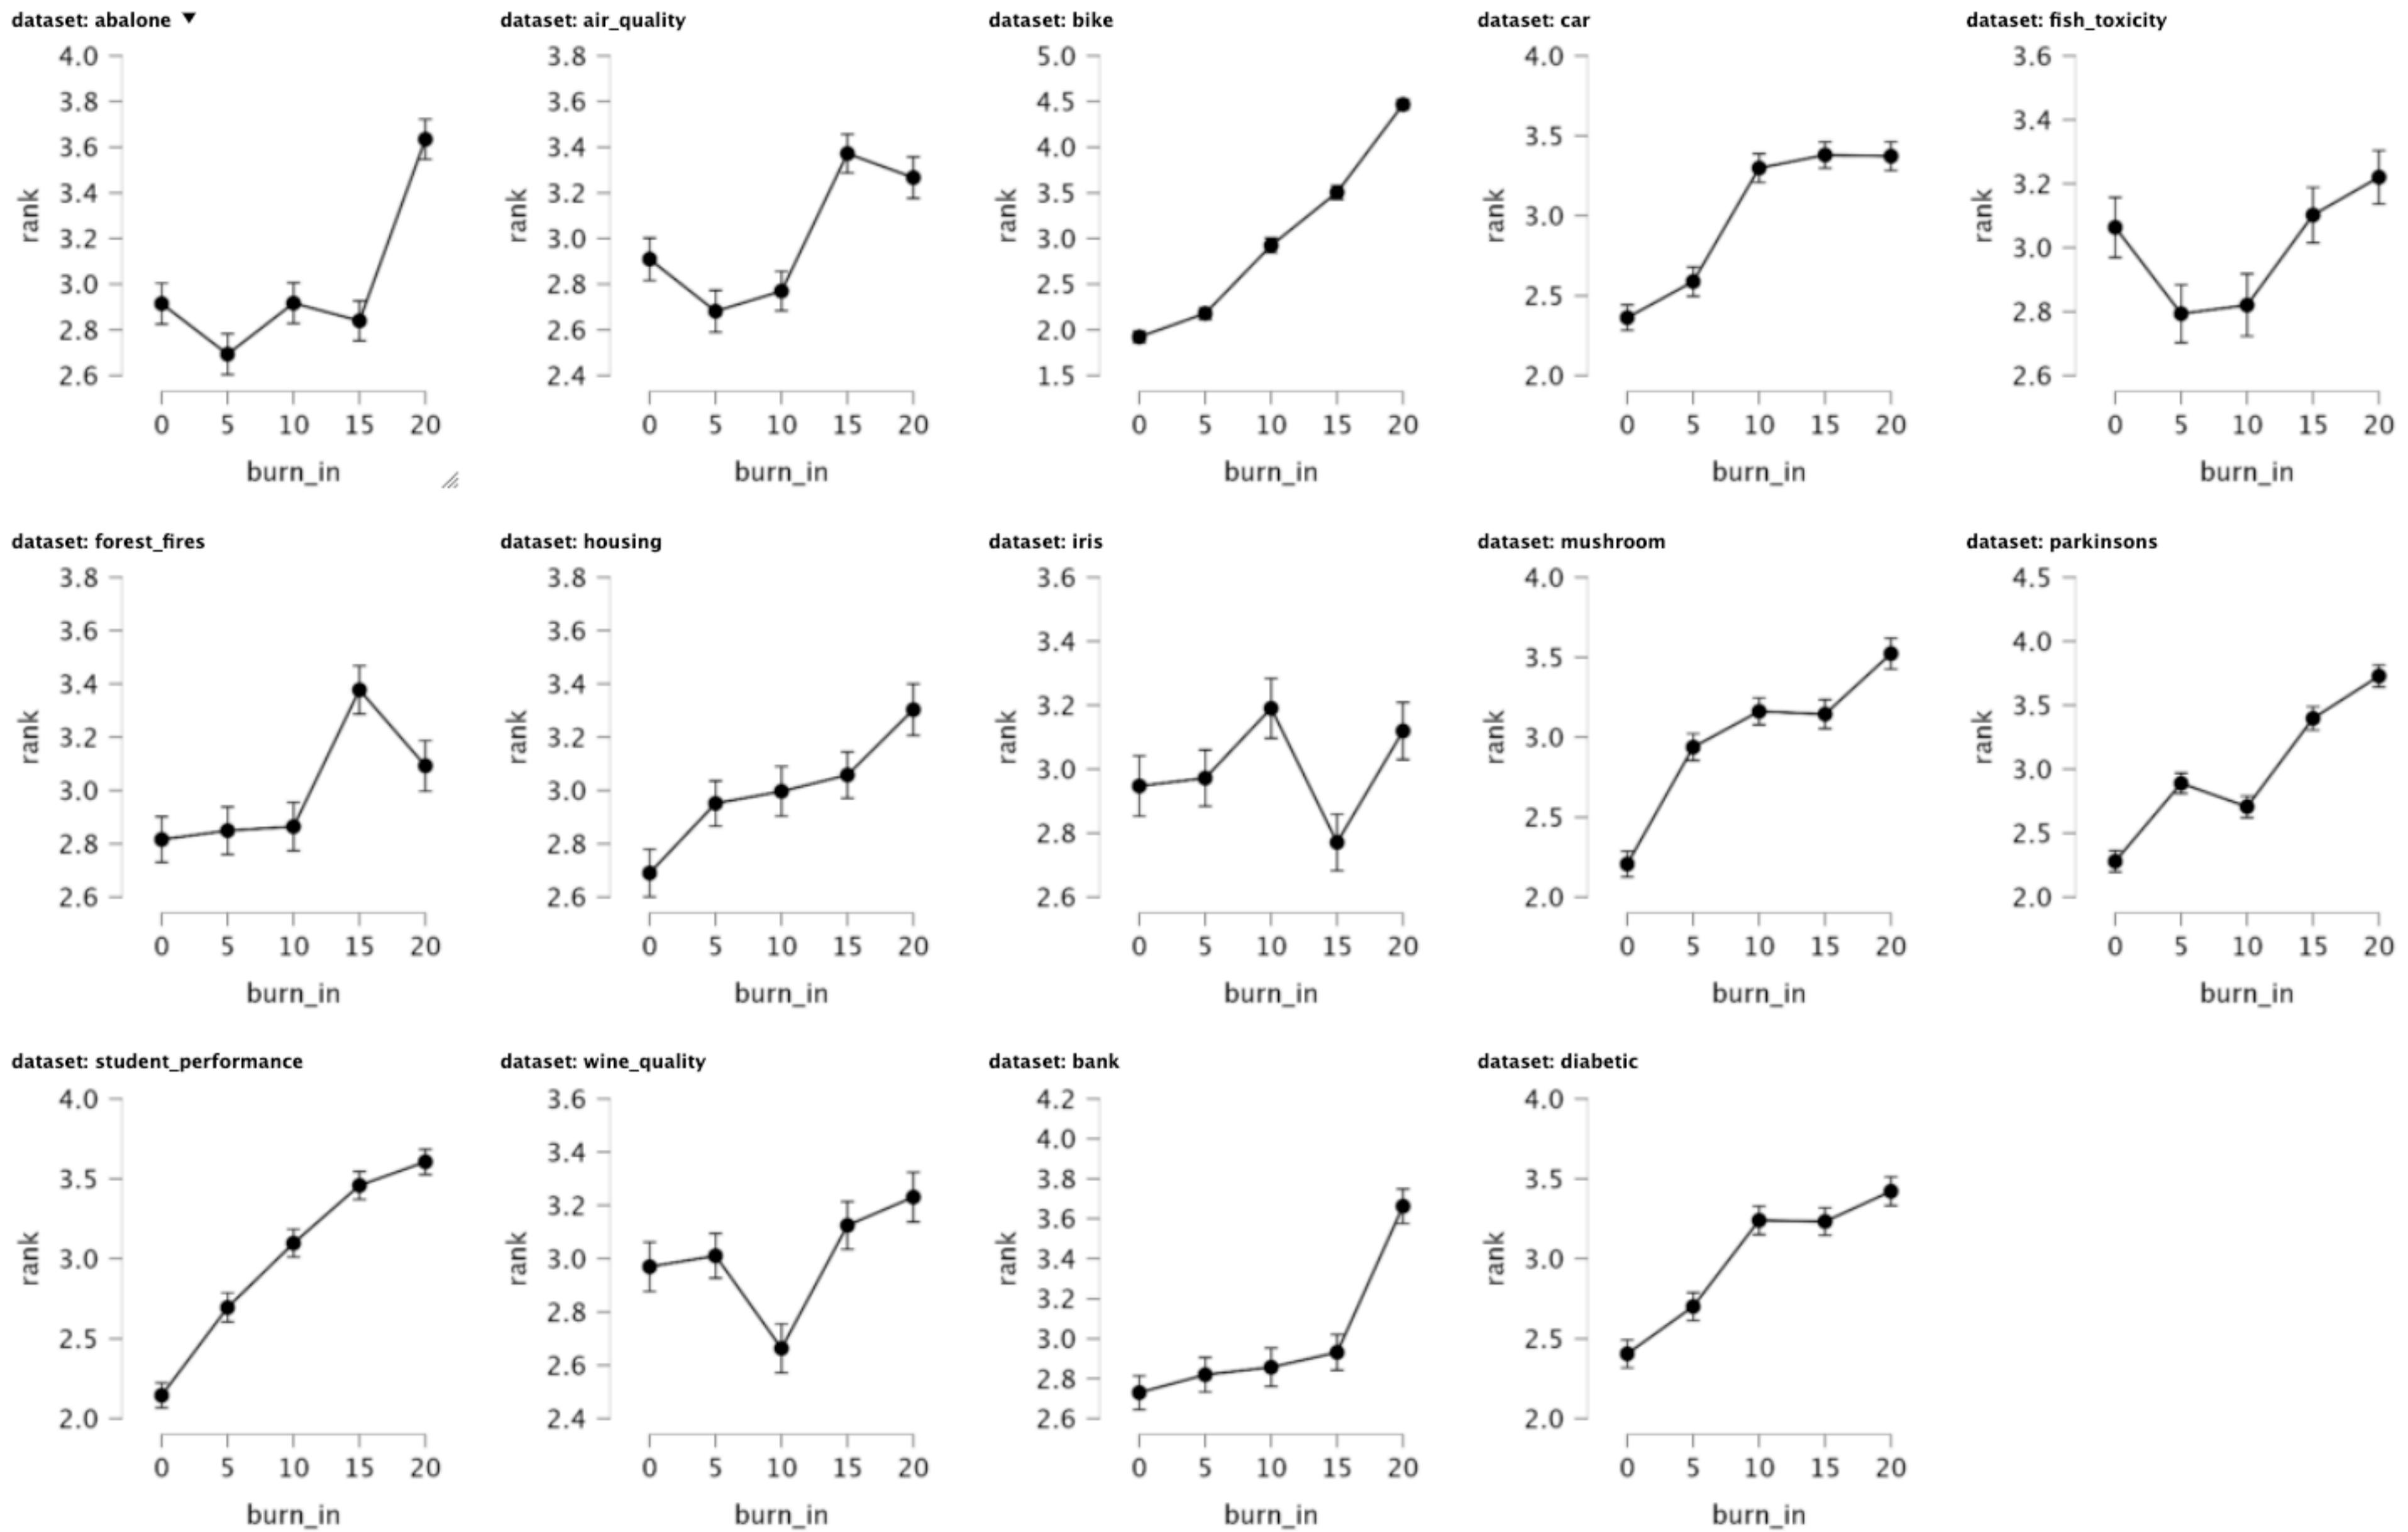 dataset: abalone ▼
4.0
3.8
3.6
3.4
3.2
3.0
2.8
2.6
rank
0 5 10 15 20
burn_in
dataset: air_quality
3.8
3.6
3.4
3.2
3.0
2.8
2.6
2.4
rank
0 5 10 15 20
burn_in
dataset: bike
5.0
4.5
4.0
3.5
3.0
2.5
2.0
1.5
rank
0 5 10 15 20
burn_in
dataset: car
4.0
3.5
3.0
2.5
2.0
rank
0 5 10 15 20
burn_in
dataset: fish_toxicity
3.6
3.4
3.2
3.0
2.8
2.6
rank
0 5 10 15 20
burn_in
dataset: forest_fires
3.8
3.6
3.4
3.2
3.0
2.8
2.6
rank
0 5 10 15 20
burn_in
dataset: housing
3.8
3.6
3.4
3.2
3.0
2.8
2.6
rank
0 5 10 15 20
burn_in
dataset: iris
3.6
3.4
3.2
3.0
2.8
2.6
rank
0 5 10 15 20
burn_in
dataset: mushroom
4.0
3.5
3.0
2.5
2.0
rank
0 5 10 15 20
burn_in
dataset: parkinsons
4.5
4.0
3.5
3.0
2.5
2.0
rank
0 5 10 15 20
burn_in
dataset: student_performance
4.0
3.5
3.0
2.5
2.0
rank
0 5 10 15 20
burn_in
dataset: wine_quality
3.6
3.4
3.2
3.0
2.8
2.6
2.4
rank
0 5 10 15 20
burn_in
dataset: bank
4.2
4.0
3.8
3.6
3.4
3.2
3.0
2.8
2.6
rank
0 5 10 15 20
burn_in
dataset: diabetic
4.0
3.5
3.0
2.5
2.0
rank
0 5 10 15 20
burn_in